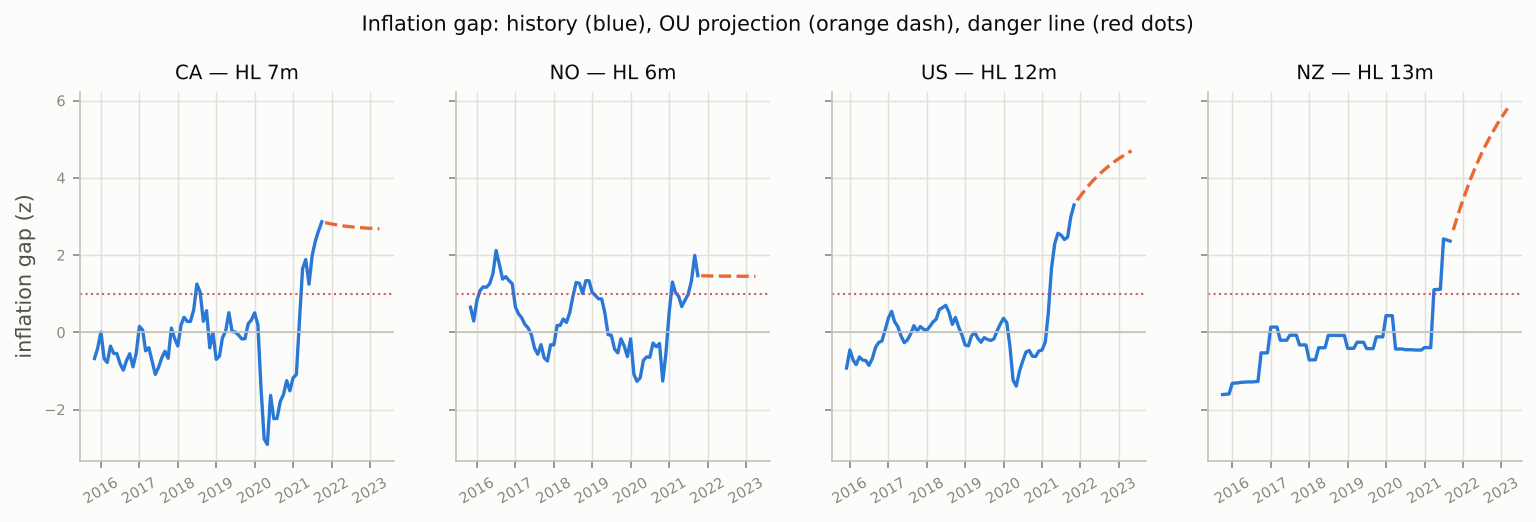 Inflation gap: history (blue), OU projection (orange dash), danger line (red dots)
CA — HL 7m
NO — HL 6m
US — HL 12m
NZ — HL 13m
inflation gap (z)
6
4
2
0
−2
2016 2017 2018 2019 2020 2021 2022 2023
2016 2017 2018 2019 2020 2021 2022 2023
2016 2017 2018 2019 2020 2021 2022 2023
2016 2017 2018 2019 2020 2021 2022 2023